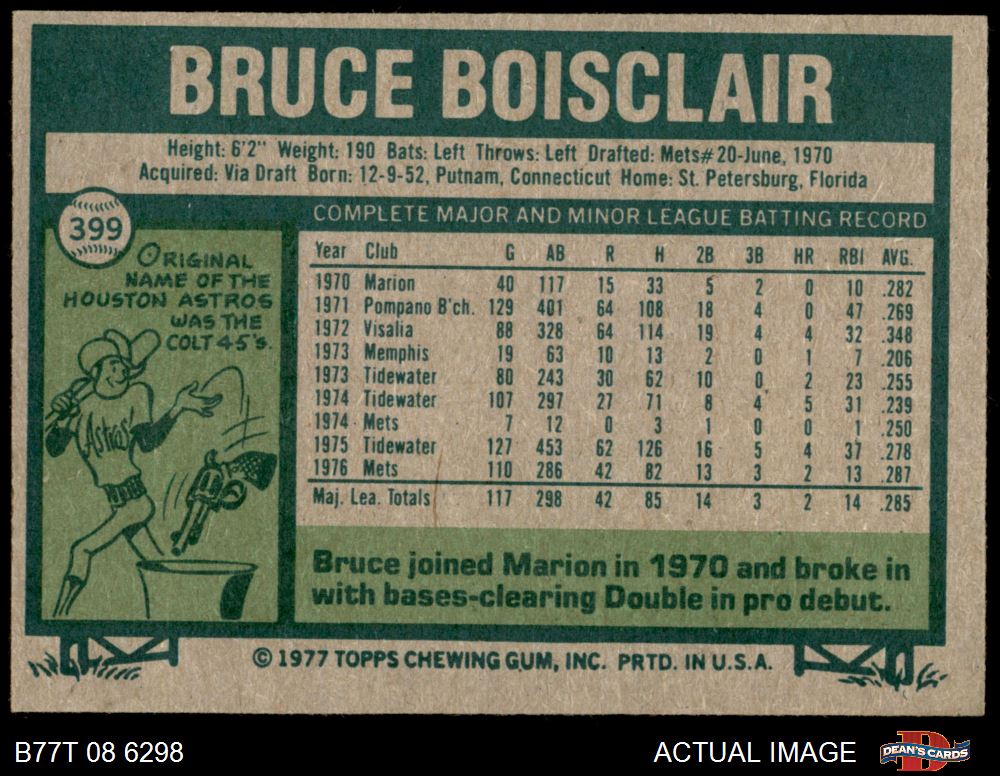 BRUCE BOISCLAIR
Height: 6'2" Weight: 190 Bats: Left Throws: Left Drafted: Mets#20-June, 1970
Acquired: Via Draft Born: 12-9-52, Putnam, Connecticut Home: St. Petersburg, Florida
399
ORIGINAL
NAME OF THE
HOUSTON ASTROS
WAS THE
COLT 45's.
Astros
COMPLETE MAJOR AND MINOR LEAGUE BATTING RECORD
Year Club G AB R H 2B 3B HR RBI AVG.
1970 Marion 40 117 15 33 5 2 0 10 .282
1971 Pompano B'ch. 129 401 64 108 18 4 0 47 .269
1972 Visalia 88 328 64 114 19 4 4 32 .348
1973 Memphis 19 63 10 13 2 0 1 7 .206
1973 Tidewater 80 243 30 62 10 0 2 23 .255
1974 Tidewater 107 297 27 71 8 4 5 31 .239
1974 Mets 7 12 0 3 1 0 0 1 .250
1975 Tidewater 127 453 62 126 16 5 4 37 .278
1976 Mets 110 286 42 82 13 3 2 13 .287
Maj. Lea. Totals 117 298 42 85 14 3 2 14 .285
Bruce joined Marion in 1970 and broke in
with bases-clearing Double in pro debut.
© 1977 TOPPS CHEWING GUM, INC. PRTD. IN U.S.A.
B77T 08 6298
ACTUAL IMAGE
D
DEAN'S CARDS